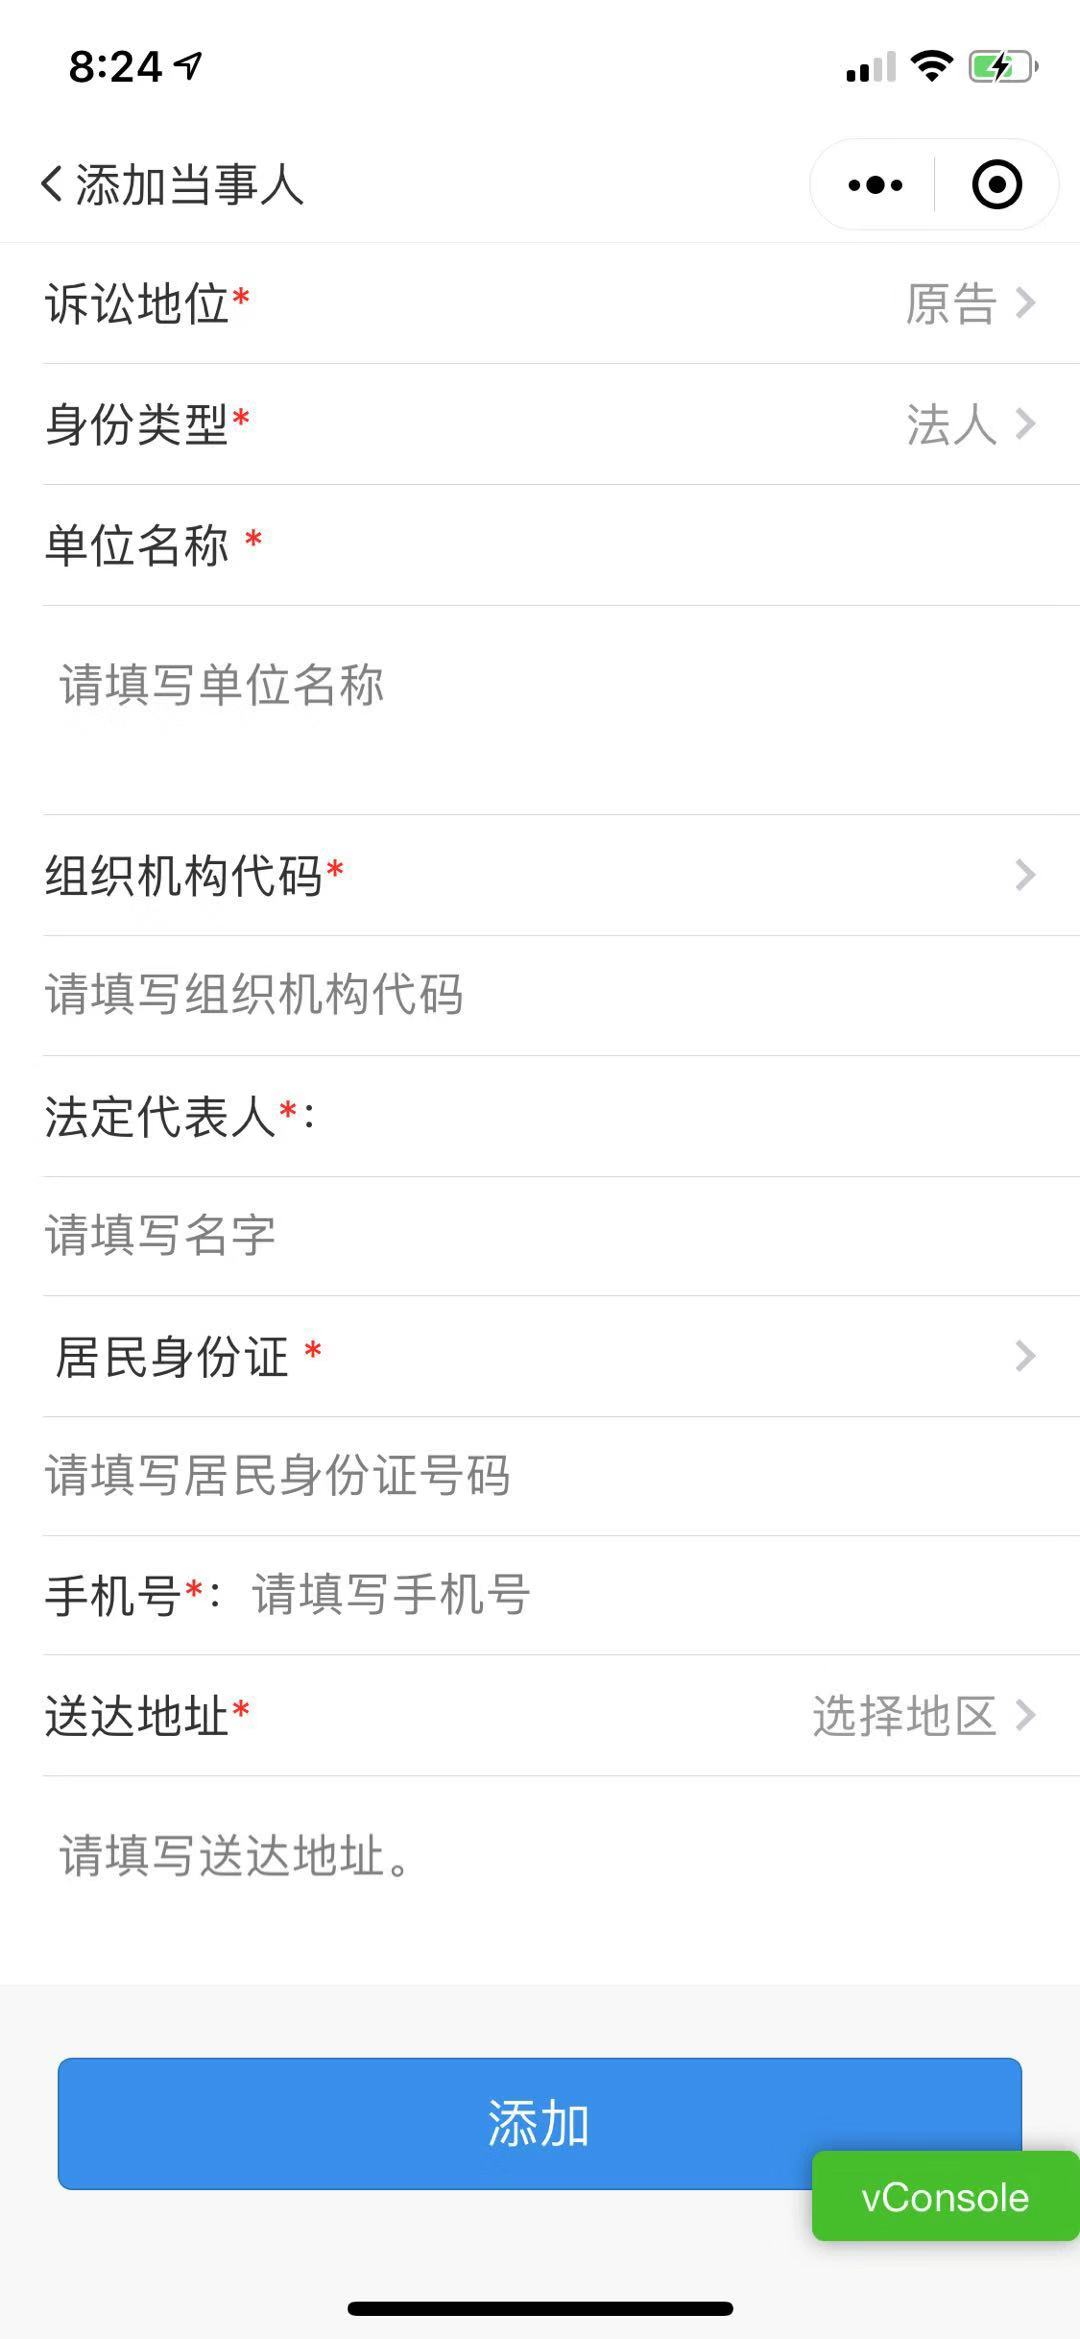 8:24
添加当事人
诉讼地位* 原告
身份类型* 法人
单位名称 *
请填写单位名称
组织机构代码*
请填写组织机构代码
法定代表人*:
请填写名字
居民身份证 *
请填写居民身份证号码
手机号*: 请填写手机号
送达地址* 选择地区
请填写送达地址。
添加
vConsole